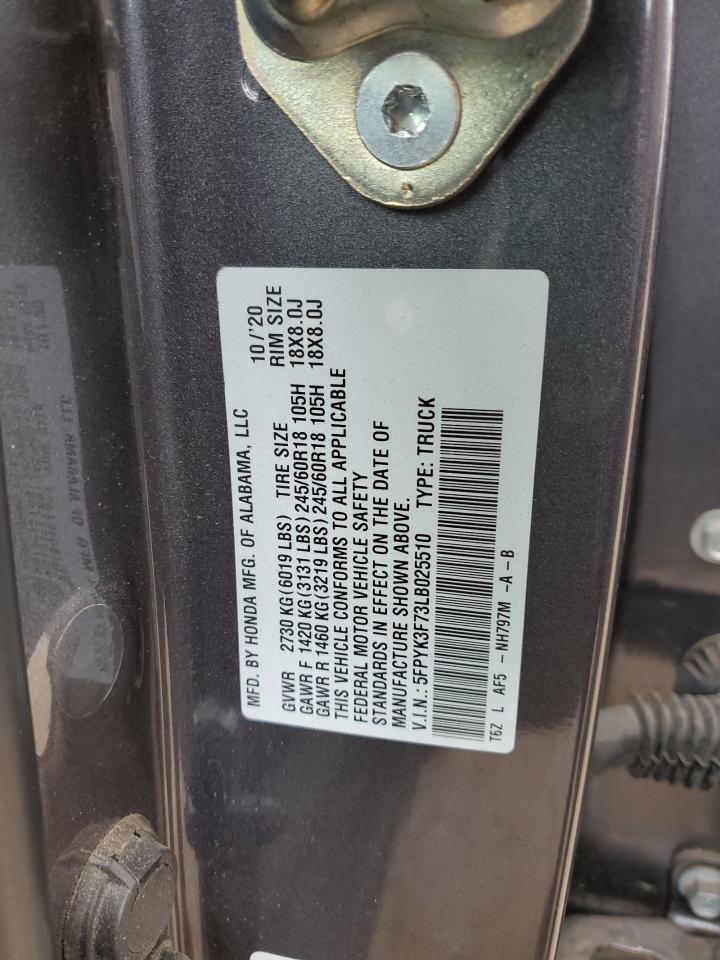 MFD. BY HONDA MFG. OF ALABAMA, LLC 10/'20
GVWR 2730 KG(6019 LBS) TIRE SIZE RIM SIZE
GAWR F 1420 KG(3131 LBS)245/60R18 105H 18X8.0J
GAWR R 1460 KG(3219 LBS)245/60R18 105H 18X8.0J
THIS VEHICLE CONFORMS TO ALL APPLICABLE
FEDERAL MOTOR VEHICLE SAFETY
STANDARDS IN EFFECT ON THE DATE OF
MANUFACTURE SHOWN ABOVE.
V.I.N.: 5FPYK3F73LB025510 TYPE: TRUCK
T6Z L AF5 - NH797M -A-B